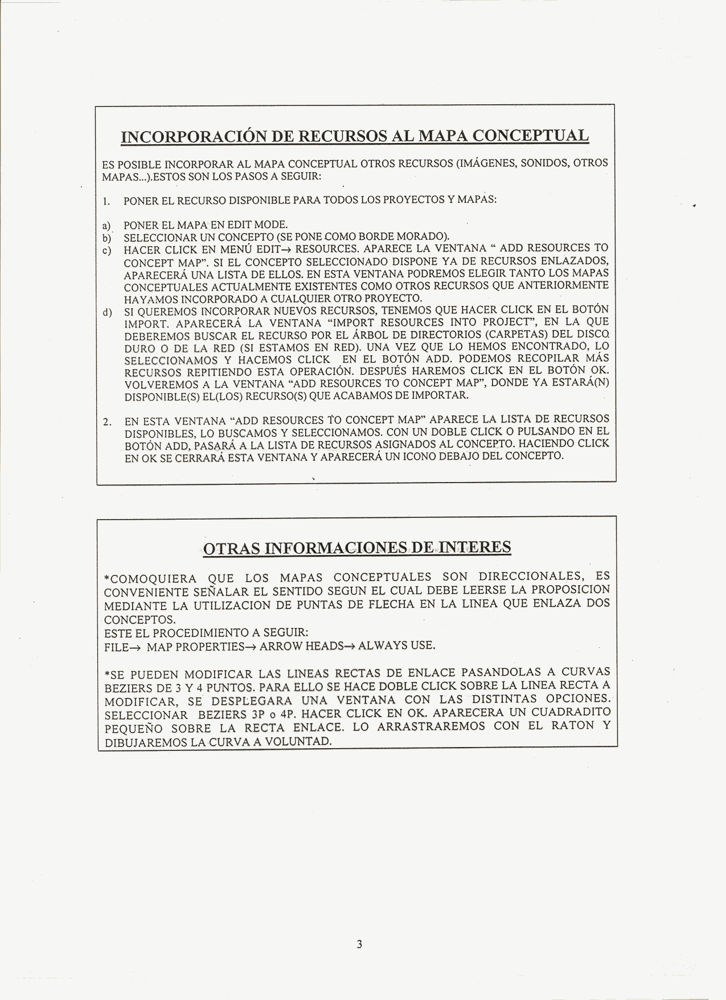 INCORPORACIÓN DE RECURSOS AL MAPA CONCEPTUAL
ES POSIBLE INCORPORAR AL MAPA CONCEPTUAL OTROS RECURSOS (IMÁGENES, SONIDOS, OTROS
MAPAS...).ESTOS SON LOS PASOS A SEGUIR:
1. PONER EL RECURSO DISPONIBLE PARA TODOS LOS PROYECTOS Y MAPAS:
a) PONER EL MAPA EN EDIT MODE.
b) SELECCIONAR UN CONCEPTO (SE PONE COMO BORDE MORADO).
c) HACER CLICK EN MENÚ EDIT→ RESOURCES. APARECE LA VENTANA “ ADD RESOURCES TO
CONCEPT MAP”. SI EL CONCEPTO SELECCIONADO DISPONE YA DE RECURSOS ENLAZADOS,
APARECERÁ UNA LISTA DE ELLOS. EN ESTA VENTANA PODREMOS ELEGIR TANTO LOS MAPAS
CONCEPTUALES ACTUALMENTE EXISTENTES COMO OTROS RECURSOS QUE ANTERIORMENTE
HAYAMOS INCORPORADO A CUALQUIER OTRO PROYECTO.
d) SI QUEREMOS INCORPORAR NUEVOS RECURSOS, TENEMOS QUE HACER CLICK EN EL BOTÓN
IMPORT. APARECERÁ LA VENTANA “IMPORT RESOURCES INTO PROJECT”, EN LA QUE
DEBEREMOS BUSCAR EL RECURSO POR EL ÁRBOL DE DIRECTORIOS (CARPETAS) DEL DISCO
DURO O DE LA RED (SI ESTAMOS EN RED). UNA VEZ QUE LO HEMOS ENCONTRADO, LO
SELECCIONAMOS Y HACEMOS CLICK EN EL BOTÓN ADD. PODEMOS RECOPILAR MÁS
RECURSOS REPITIENDO ESTA OPERACIÓN. DESPUÉS HAREMOS CLICK EN EL BOTÓN OK.
VOLVEREMOS A LA VENTANA “ADD RESOURCES TO CONCEPT MAP”, DONDE YA ESTARÁ(N)
DISPONIBLE(S) EL(LOS) RECURSO(S) QUE ACABAMOS DE IMPORTAR.
2. EN ESTA VENTANA “ADD RESOURCES TO CONCEPT MAP” APARECE LA LISTA DE RECURSOS
DISPONIBLES, LO BUSCAMOS Y SELECCIONAMOS. CON UN DOBLE CLICK O PULSANDO EN EL
BOTÓN ADD, PASARÁ A LA LISTA DE RECURSOS ASIGNADOS AL CONCEPTO. HACIENDO CLICK
EN OK SE CERRARÁ ESTA VENTANA Y APARECERÁ UN ICONO DEBAJO DEL CONCEPTO.
OTRAS INFORMACIONES DE INTERES
*COMOQUIERA QUE LOS MAPAS CONCEPTUALES SON DIRECCIONALES, ES
CONVENIENTE SEÑALAR EL SENTIDO SEGUN EL CUAL DEBE LEERSE LA PROPOSICION
MEDIANTE LA UTILIZACION DE PUNTAS DE FLECHA EN LA LINEA QUE ENLAZA DOS
CONCEPTOS.
ESTE EL PROCEDIMIENTO A SEGUIR:
FILE→ MAP PROPERTIES→ ARROW HEADS→ ALWAYS USE.
*SE PUEDEN MODIFICAR LAS LINEAS RECTAS DE ENLACE PASANDOLAS A CURVAS
BEZIERS DE 3 Y 4 PUNTOS. PARA ELLO SE HACE DOBLE CLICK SOBRE LA LINEA RECTA A
MODIFICAR, SE DESPLEGARA UNA VENTANA CON LAS DISTINTAS OPCIONES.
SELECCIONAR BEZIERS 3P o 4P. HACER CLICK EN OK. APARECERA UN CUADRADITO
PEQUEÑO SOBRE LA RECTA ENLACE. LO ARRASTRAREMOS CON EL RATON Y
DIBUJAREMOS LA CURVA A VOLUNTAD.
3